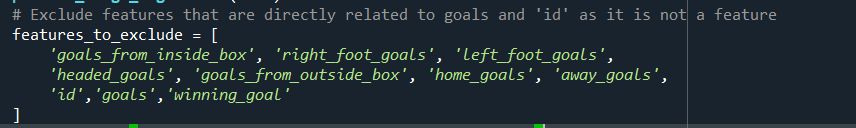 # Exclude features that are directly related to goals and 'id' as it is not a feature
features_to_exclude = [
    'goals_from_inside_box', 'right_foot_goals', 'left_foot_goals',
    'headed_goals', 'goals_from_outside_box', 'home_goals', 'away_goals',
    'id','goals','winning_goal'
]